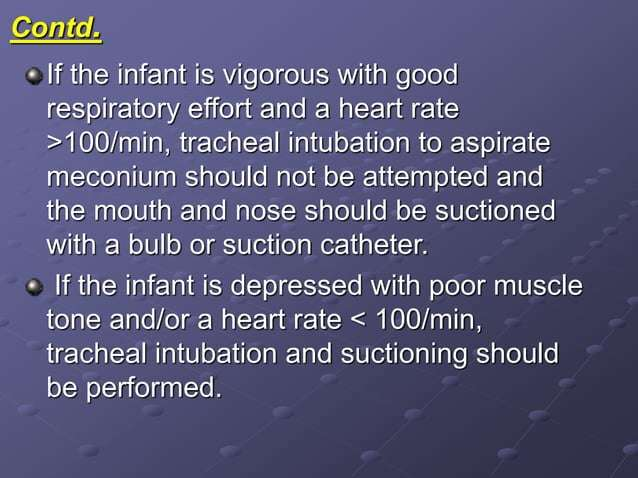 Contd.
If the infant is vigorous with good
respiratory effort and a heart rate
>100/min, tracheal intubation to aspirate
meconium should not be attempted and
the mouth and nose should be suctioned
with a bulb or suction catheter.
If the infant is depressed with poor muscle
tone and/or a heart rate < 100/min,
tracheal intubation and suctioning should
be performed.